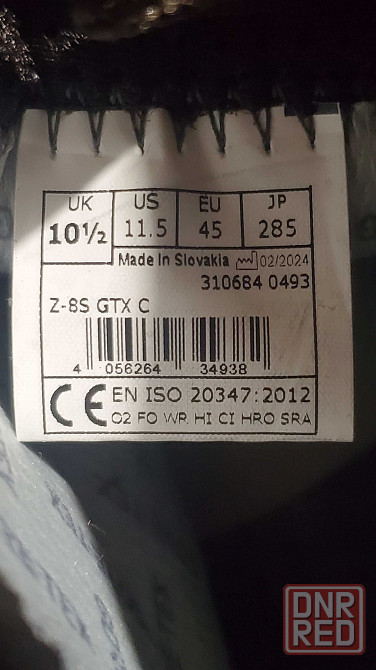 UK US EU JP
10½ 11.5 45 285
Made in Slovakia 02/2024
310684 0493
Z-8S GTX C
4 056264 34938
CE EN ISO 20347:2012
O2 FO WR HI CI HRO SRA
DNR
RED